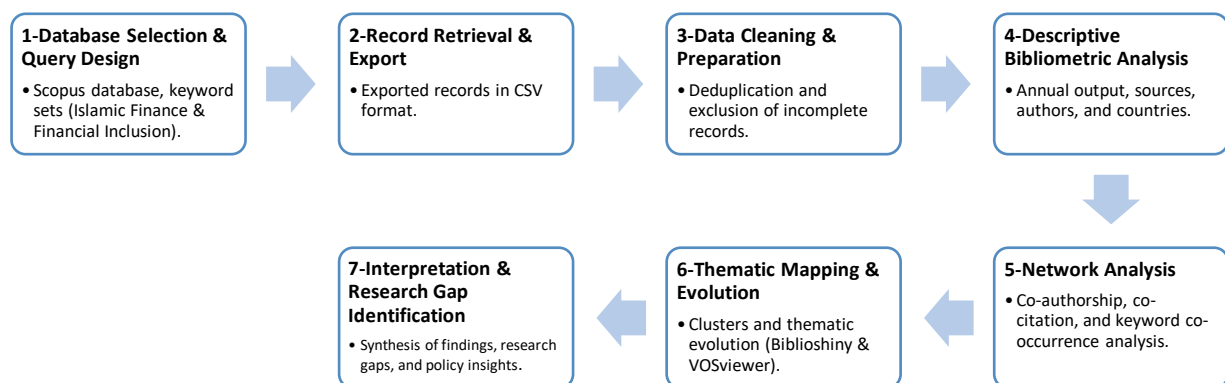 1-Database Selection &
Query Design
• Scopus database, keyword
sets (Islamic Finance &
Financial Inclusion).
2-Record Retrieval &
Export
• Exported records in CSV
format.
3-Data Cleaning &
Preparation
• Deduplication and
exclusion of incomplete
records.
4-Descriptive
Bibliometric Analysis
• Annual output, sources,
authors, and countries.
5-Network Analysis
• Co-authorship, co-
citation, and keyword co-
occurrence analysis.
6-Thematic Mapping &
Evolution
• Clusters and thematic
evolution (Biblioshiny &
VOSviewer).
7-Interpretation &
Research Gap
Identification
• Synthesis of findings, research
gaps, and policy insights.